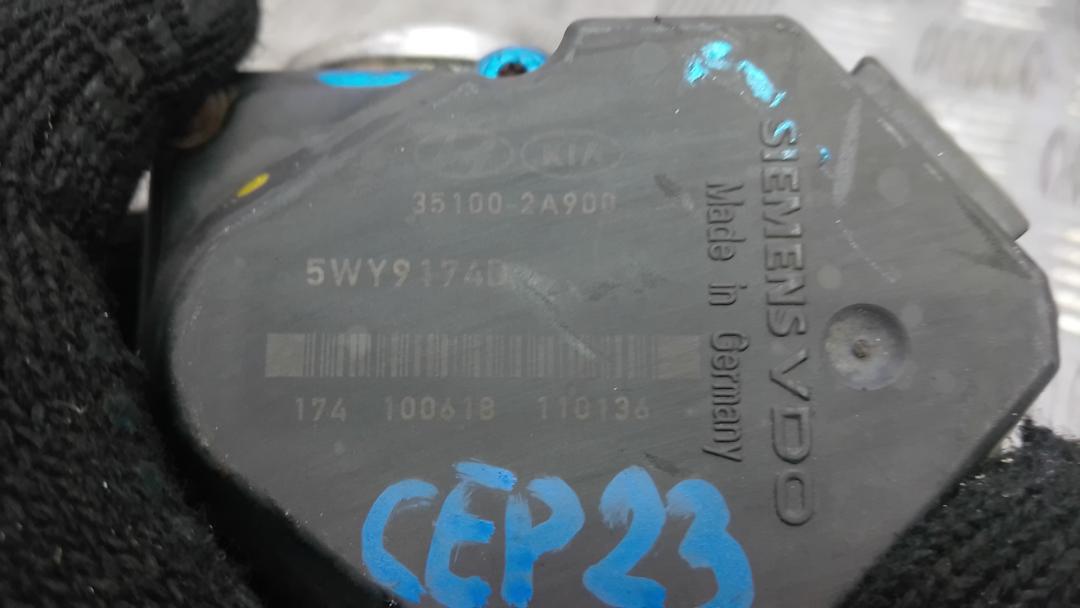 KIA
35100-2A900
5WY9174D
174 100618 110136
SIEMENS VDO
Made in Germany
CEP23